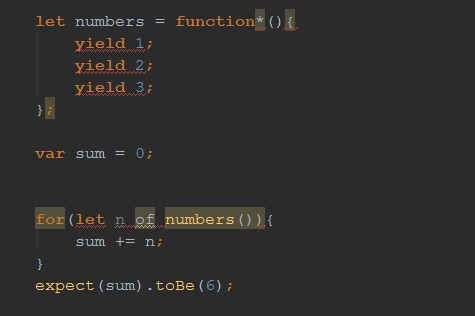 let numbers = function*(){
    yield 1;
    yield 2;
    yield 3;
};
var sum = 0;
for(let n of numbers()){
    sum += n;
}
expect(sum).toBe(6);